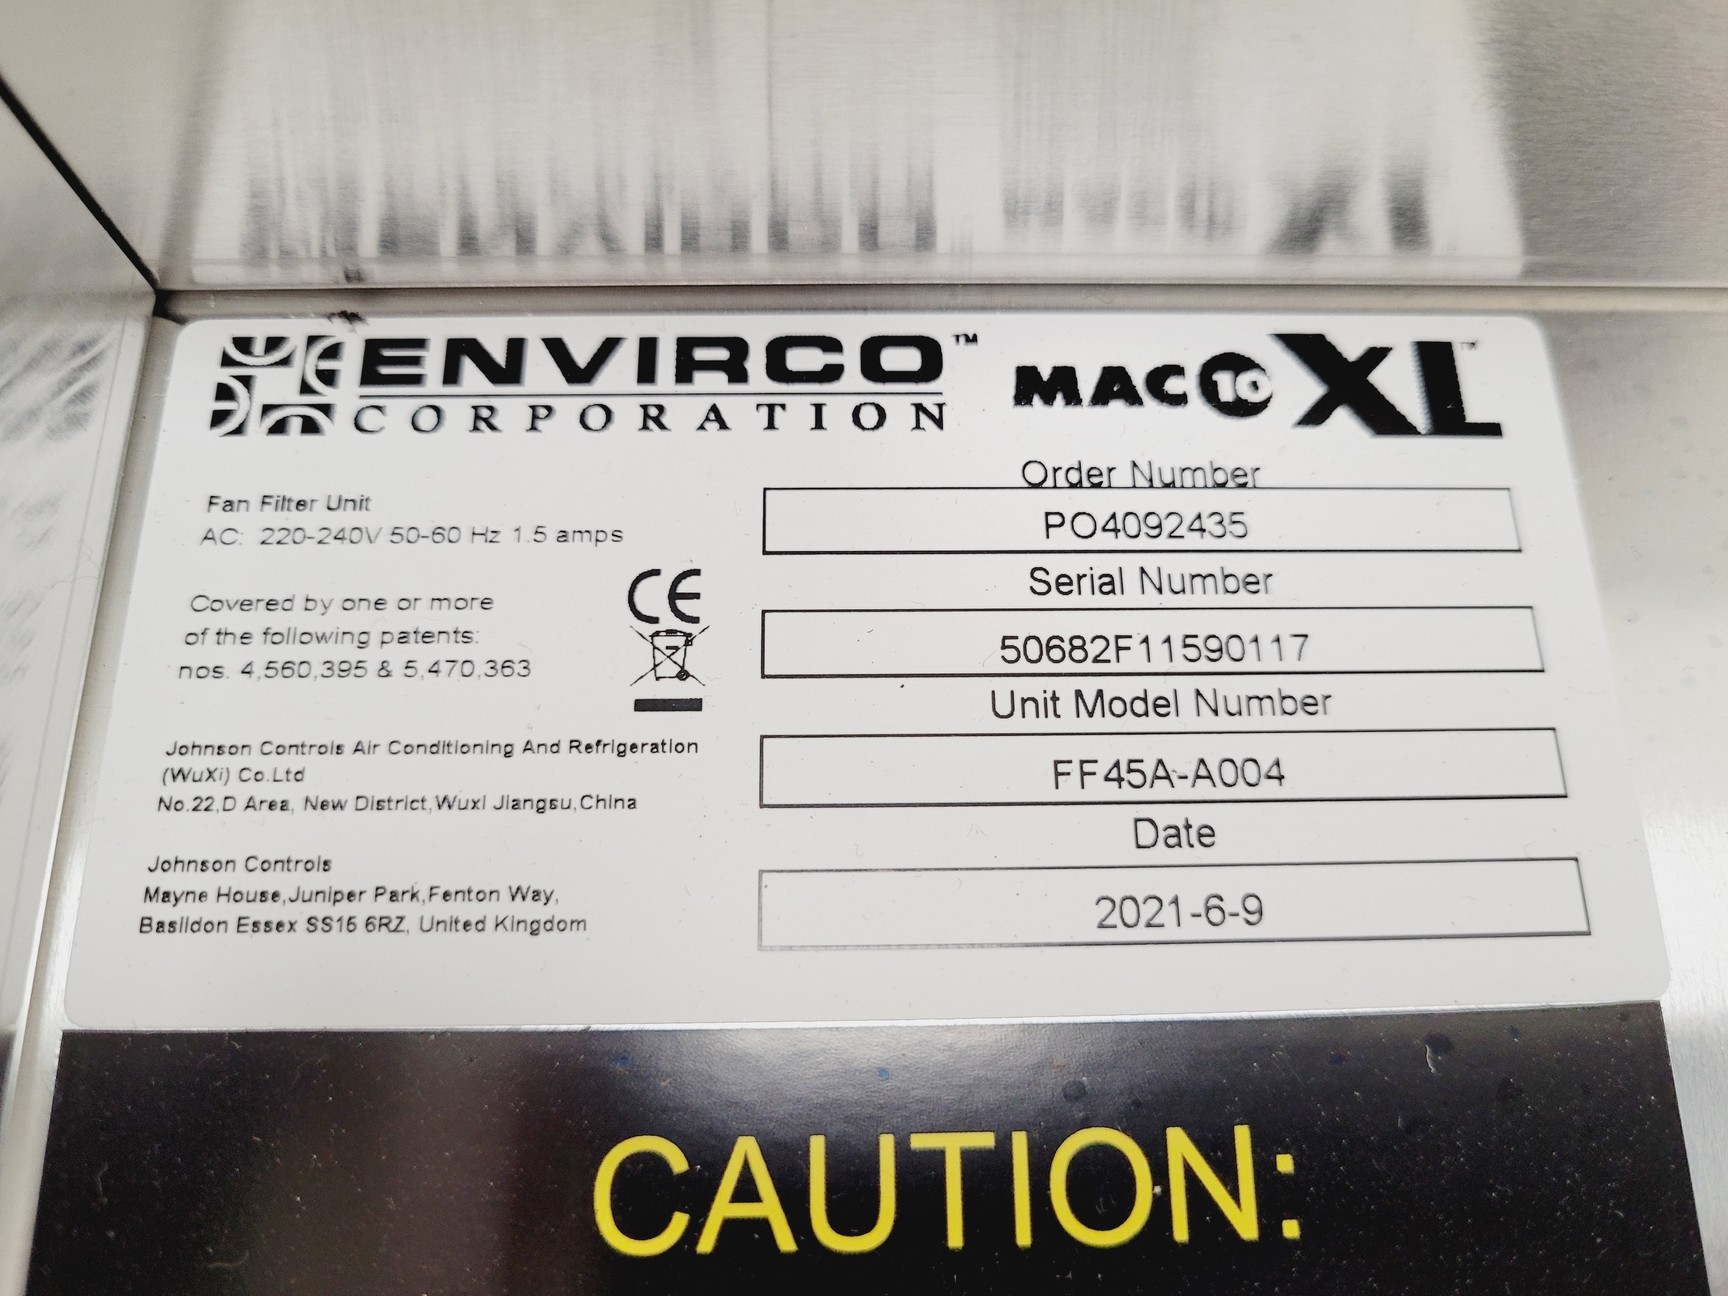 ENVIRCO™
CORPORATION
MAC 10 XL™
Fan Filter Unit
AC: 220-240V 50-60 Hz 1.5 amps
Covered by one or more
of the following patents:
nos. 4,560,395 & 5,470,363
CE
Johnson Controls Air Conditioning And Refrigeration
(WuXi) Co.Ltd
No.22,D Area, New District,Wuxi Jiangsu,China
Johnson Controls
Mayne House,Juniper Park,Fenton Way,
Basildon Essex SS15 6RZ, United Kingdom
Order Number
PO4092435
Serial Number
50682F11590117
Unit Model Number
FF45A-A004
Date
2021-6-9
CAUTION: